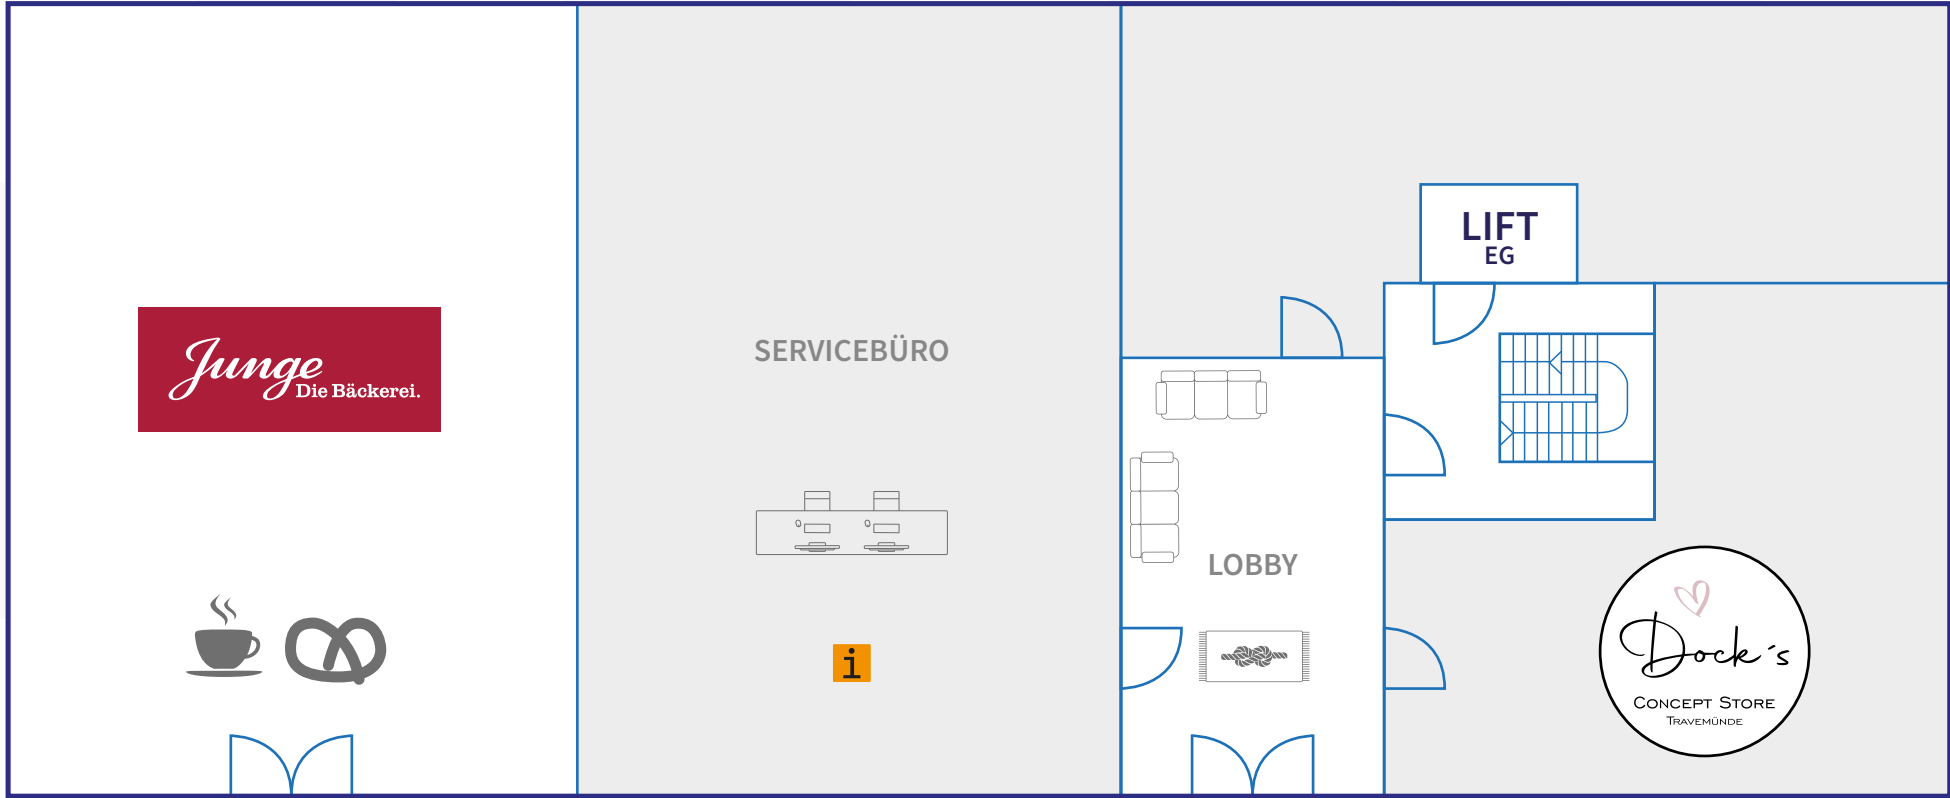 Junge
Die Bäckerei.
SERVICEBÜRO
i
LIFT
EG
LOBBY
Dock´s
CONCEPT STORE
TRAVEMÜNDE